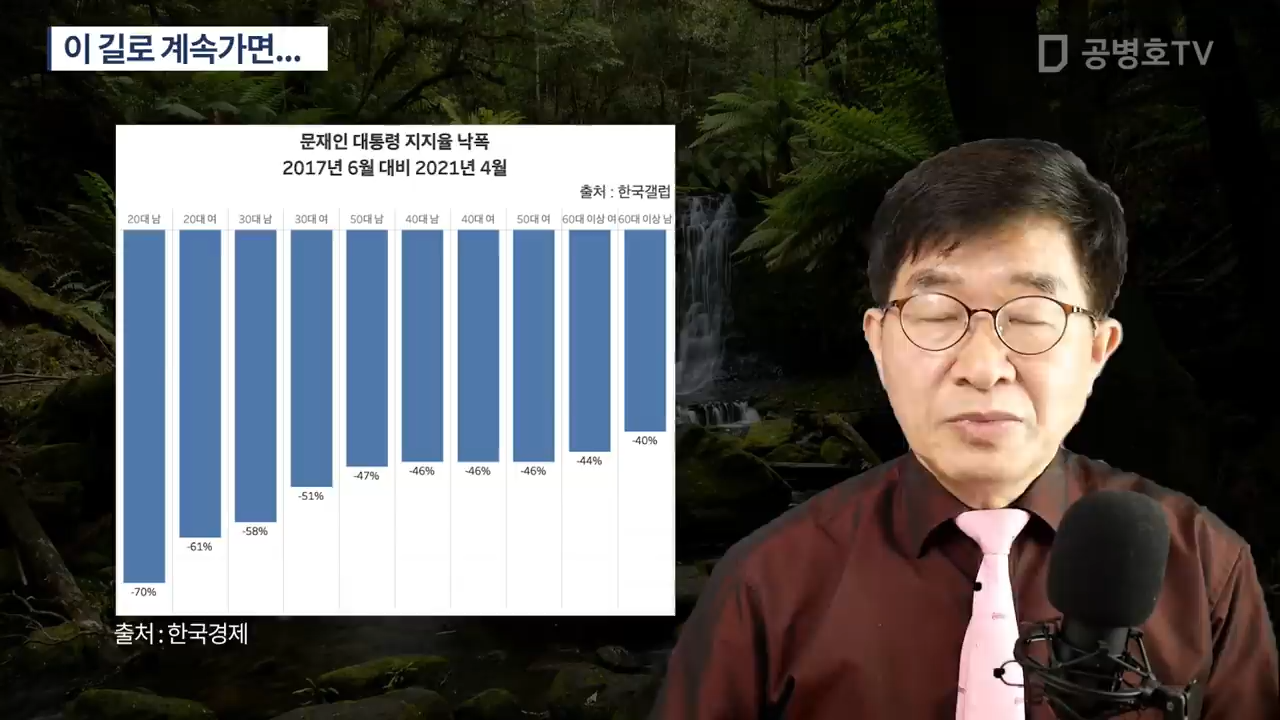 이 길로 계속가면...
공병호TV
문재인 대통령 지지율 낙폭
2017년 6월 대비 2021년 4월
출처 : 한국갤럽
20대 남 20대 여 30대 남 30대 여 50대 남 40대 남 40대 여 50대 여 60대 이상 여 60대 이상 남
-70% -61% -58% -51% -47% -46% -46% -46% -44% -40%
출처 : 한국경제